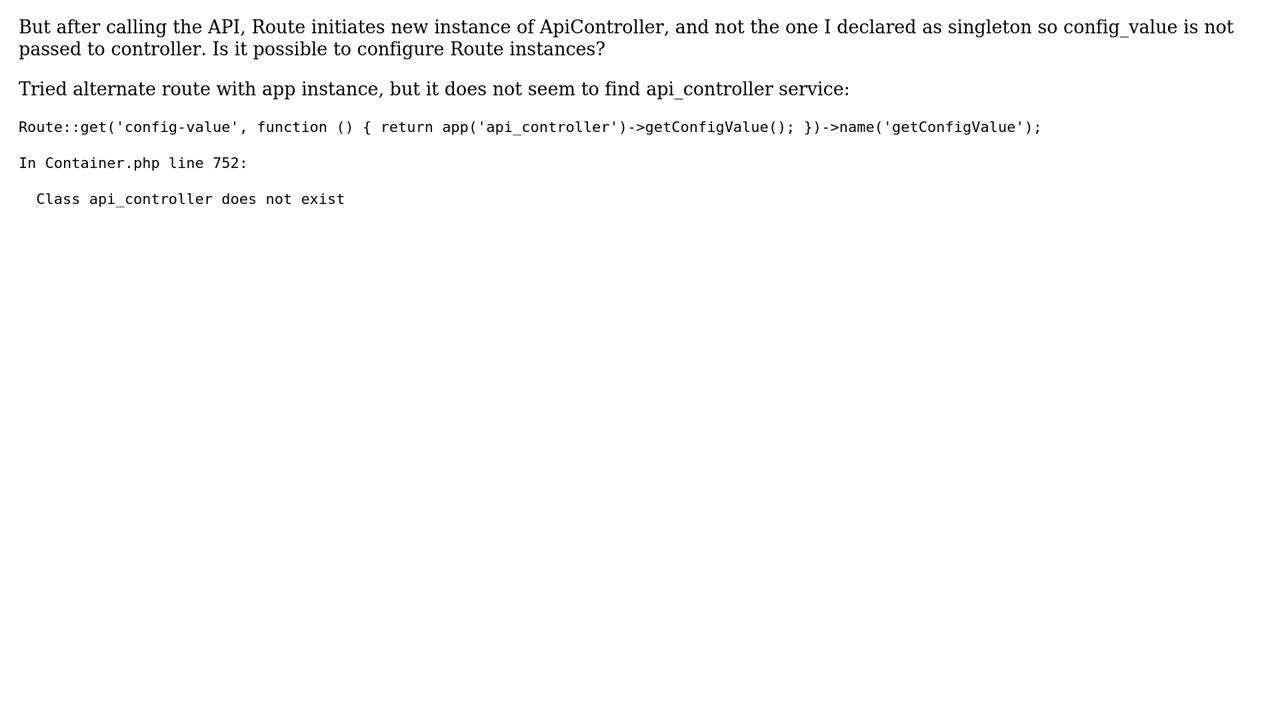 But after calling the API, Route initiates new instance of ApiController, and not the one I declared as singleton so config_value is not
passed to controller. Is it possible to configure Route instances?
Tried alternate route with app instance, but it does not seem to find api_controller service:
Route::get('config-value', function () { return app('api_controller')->getConfigValue(); })->name('getConfigValue');
In Container.php line 752:
  Class api_controller does not exist